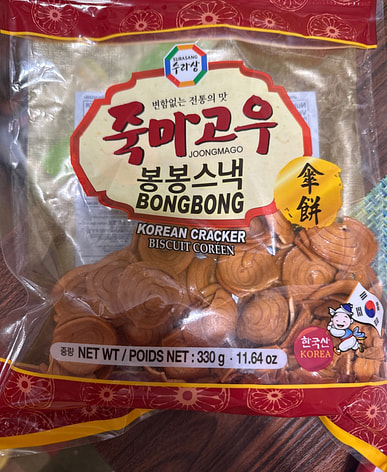 SURASANG
수라상
변함없는 전통의 맛
죽마고우
JOONGMAGO
봉봉스낵
BONGBONG
傘餅
KOREAN CRACKER
BISCUIT COREEN
중량 NET WT / POIDS NET : 330 g · 11.64 oz
한국산
KOREA